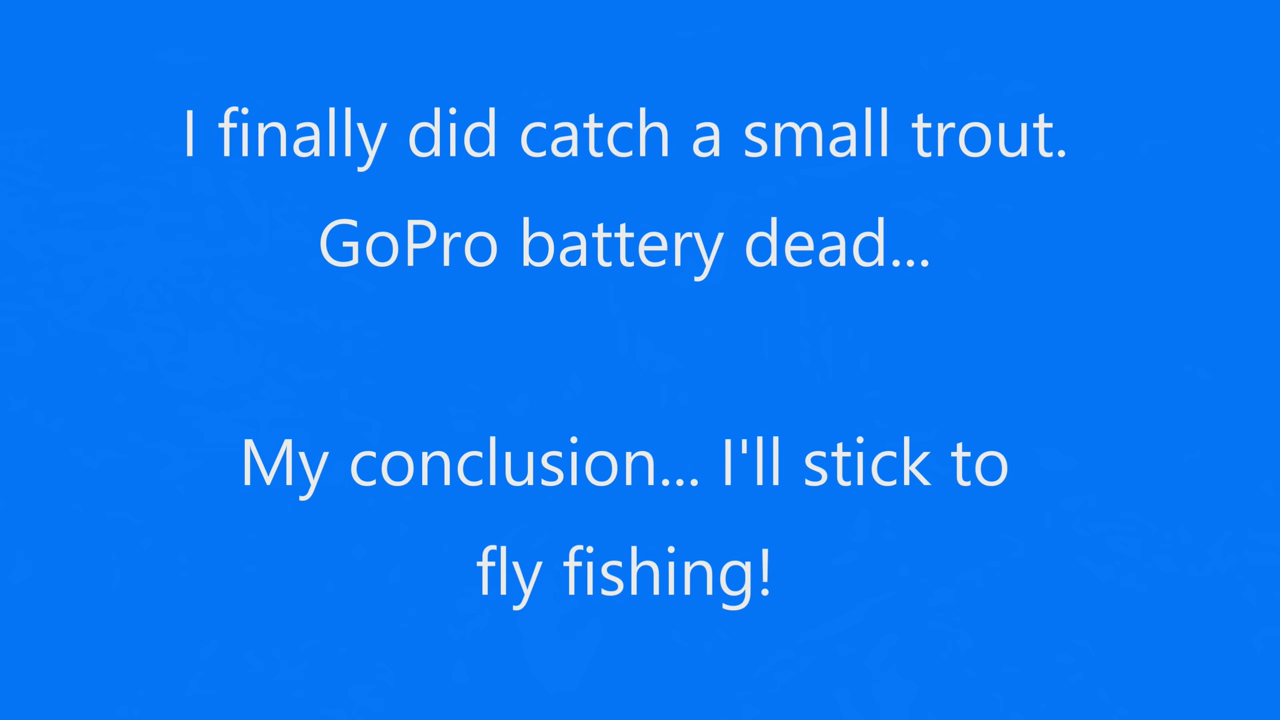 I finally did catch a small trout.
GoPro battery dead...
My conclusion... I'll stick to
fly fishing!